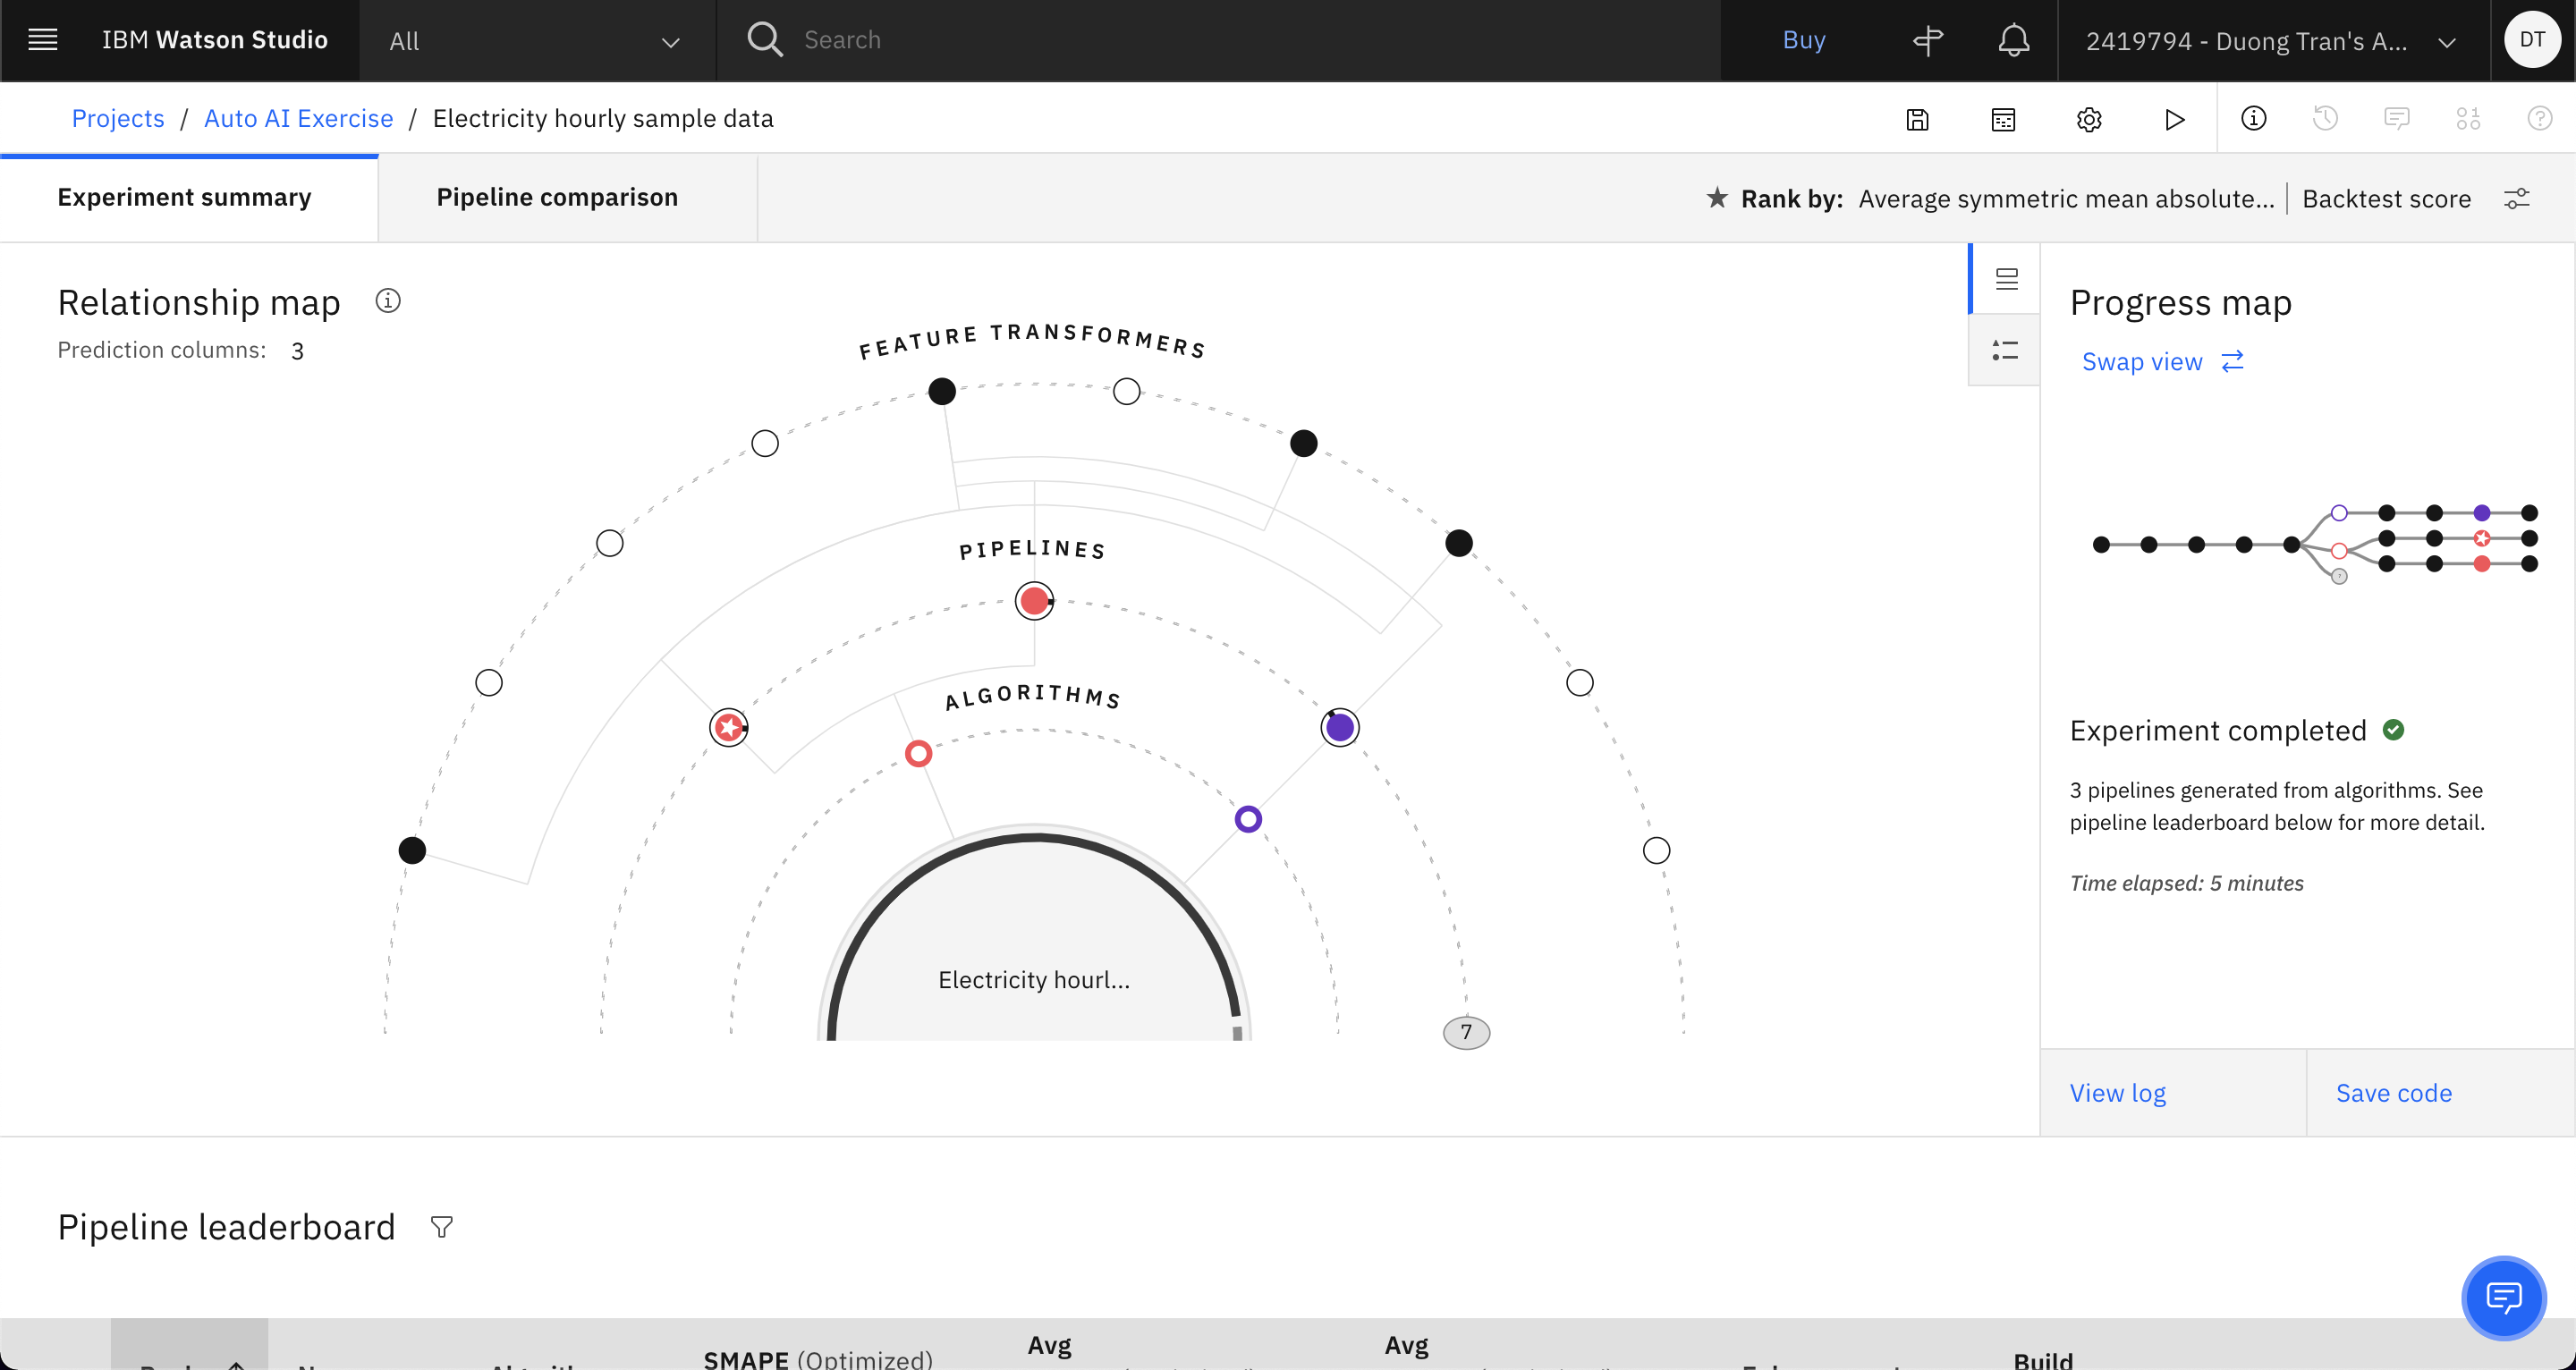 IBM Watson Studio
All
Search
Buy
2419794 - Duong Tran's A...
DT
Projects / Auto AI Exercise / Electricity hourly sample data
Experiment summary
Pipeline comparison
Rank by: Average symmetric mean absolute... | Backtest score
Relationship map
Prediction columns: 3
FEATURE TRANSFORMERS
PIPELINES
ALGORITHMS
Electricity hourl...
7
Progress map
Swap view
Experiment completed
3 pipelines generated from algorithms. See
pipeline leaderboard below for more detail.
Time elapsed: 5 minutes
View log
Save code
Pipeline leaderboard
SMAPE (Optimized)
Avg
Avg
Build